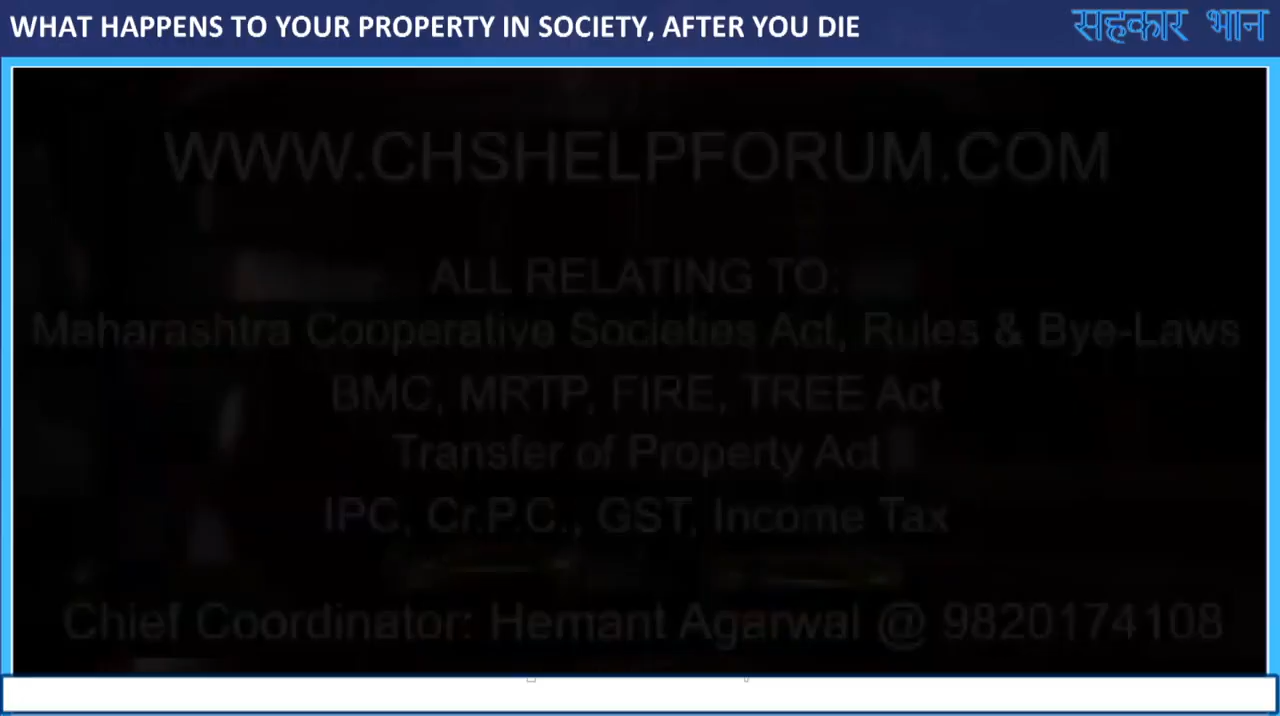 WHAT HAPPENS TO YOUR PROPERTY IN SOCIETY, AFTER YOU DIE
सहकार भान
WWW.CHSHELPFORUM.COM
ALL RELATING TO:
Maharashtra Cooperative Societies Act, Rules & Bye-Laws
BMC, MRTP, FIRE, TREE Act
Transfer of Property Act
IPC, Cr.P.C., GST, Income Tax
Chief Coordinator: Hemant Agarwal @ 9820174108